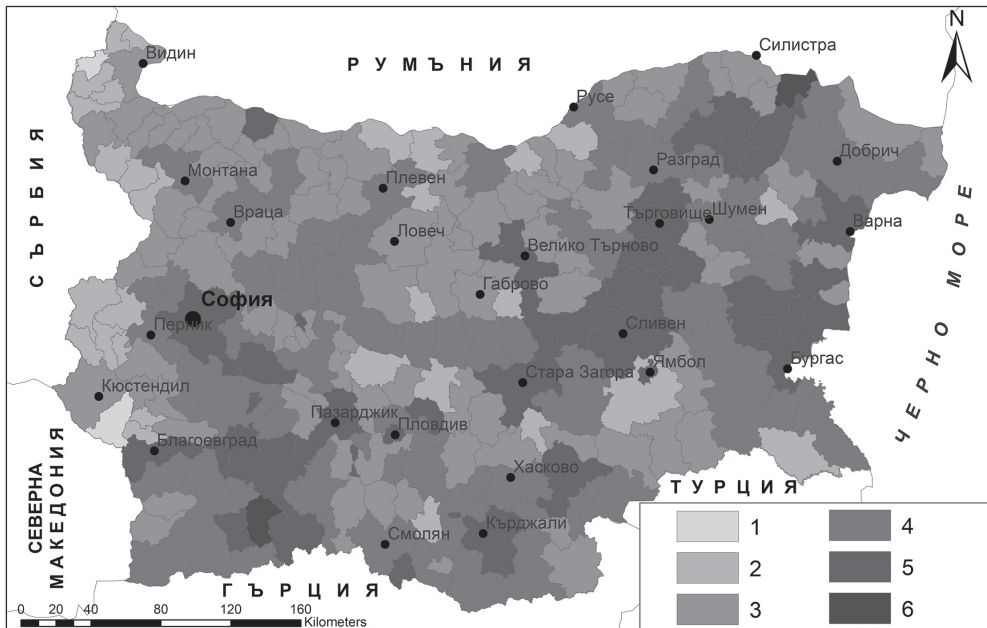 N
Силистра
Видин
РУМЪНИЯ
Русе
СЪРБИЯ
Добрич
Разград
Монтана
Плевен
Търговище
Шумен
Враца
Варна
Ловеч
Велико Търново
ЧЕРНО МОРЕ
Габрово
София
Перник
Сливен
Ямбол
Бургас
Кюстендил
Стара Загора
Пазарджик
Пловдив
Благоевград
СЕВЕРНА
МАКЕДОНИЯ
Хасково
ТУРЦИЯ
Кърджали
Смолян
ГЪРЦИЯ
1 4
2 5
3 6
0 20 40 80 120 160
Kilometers